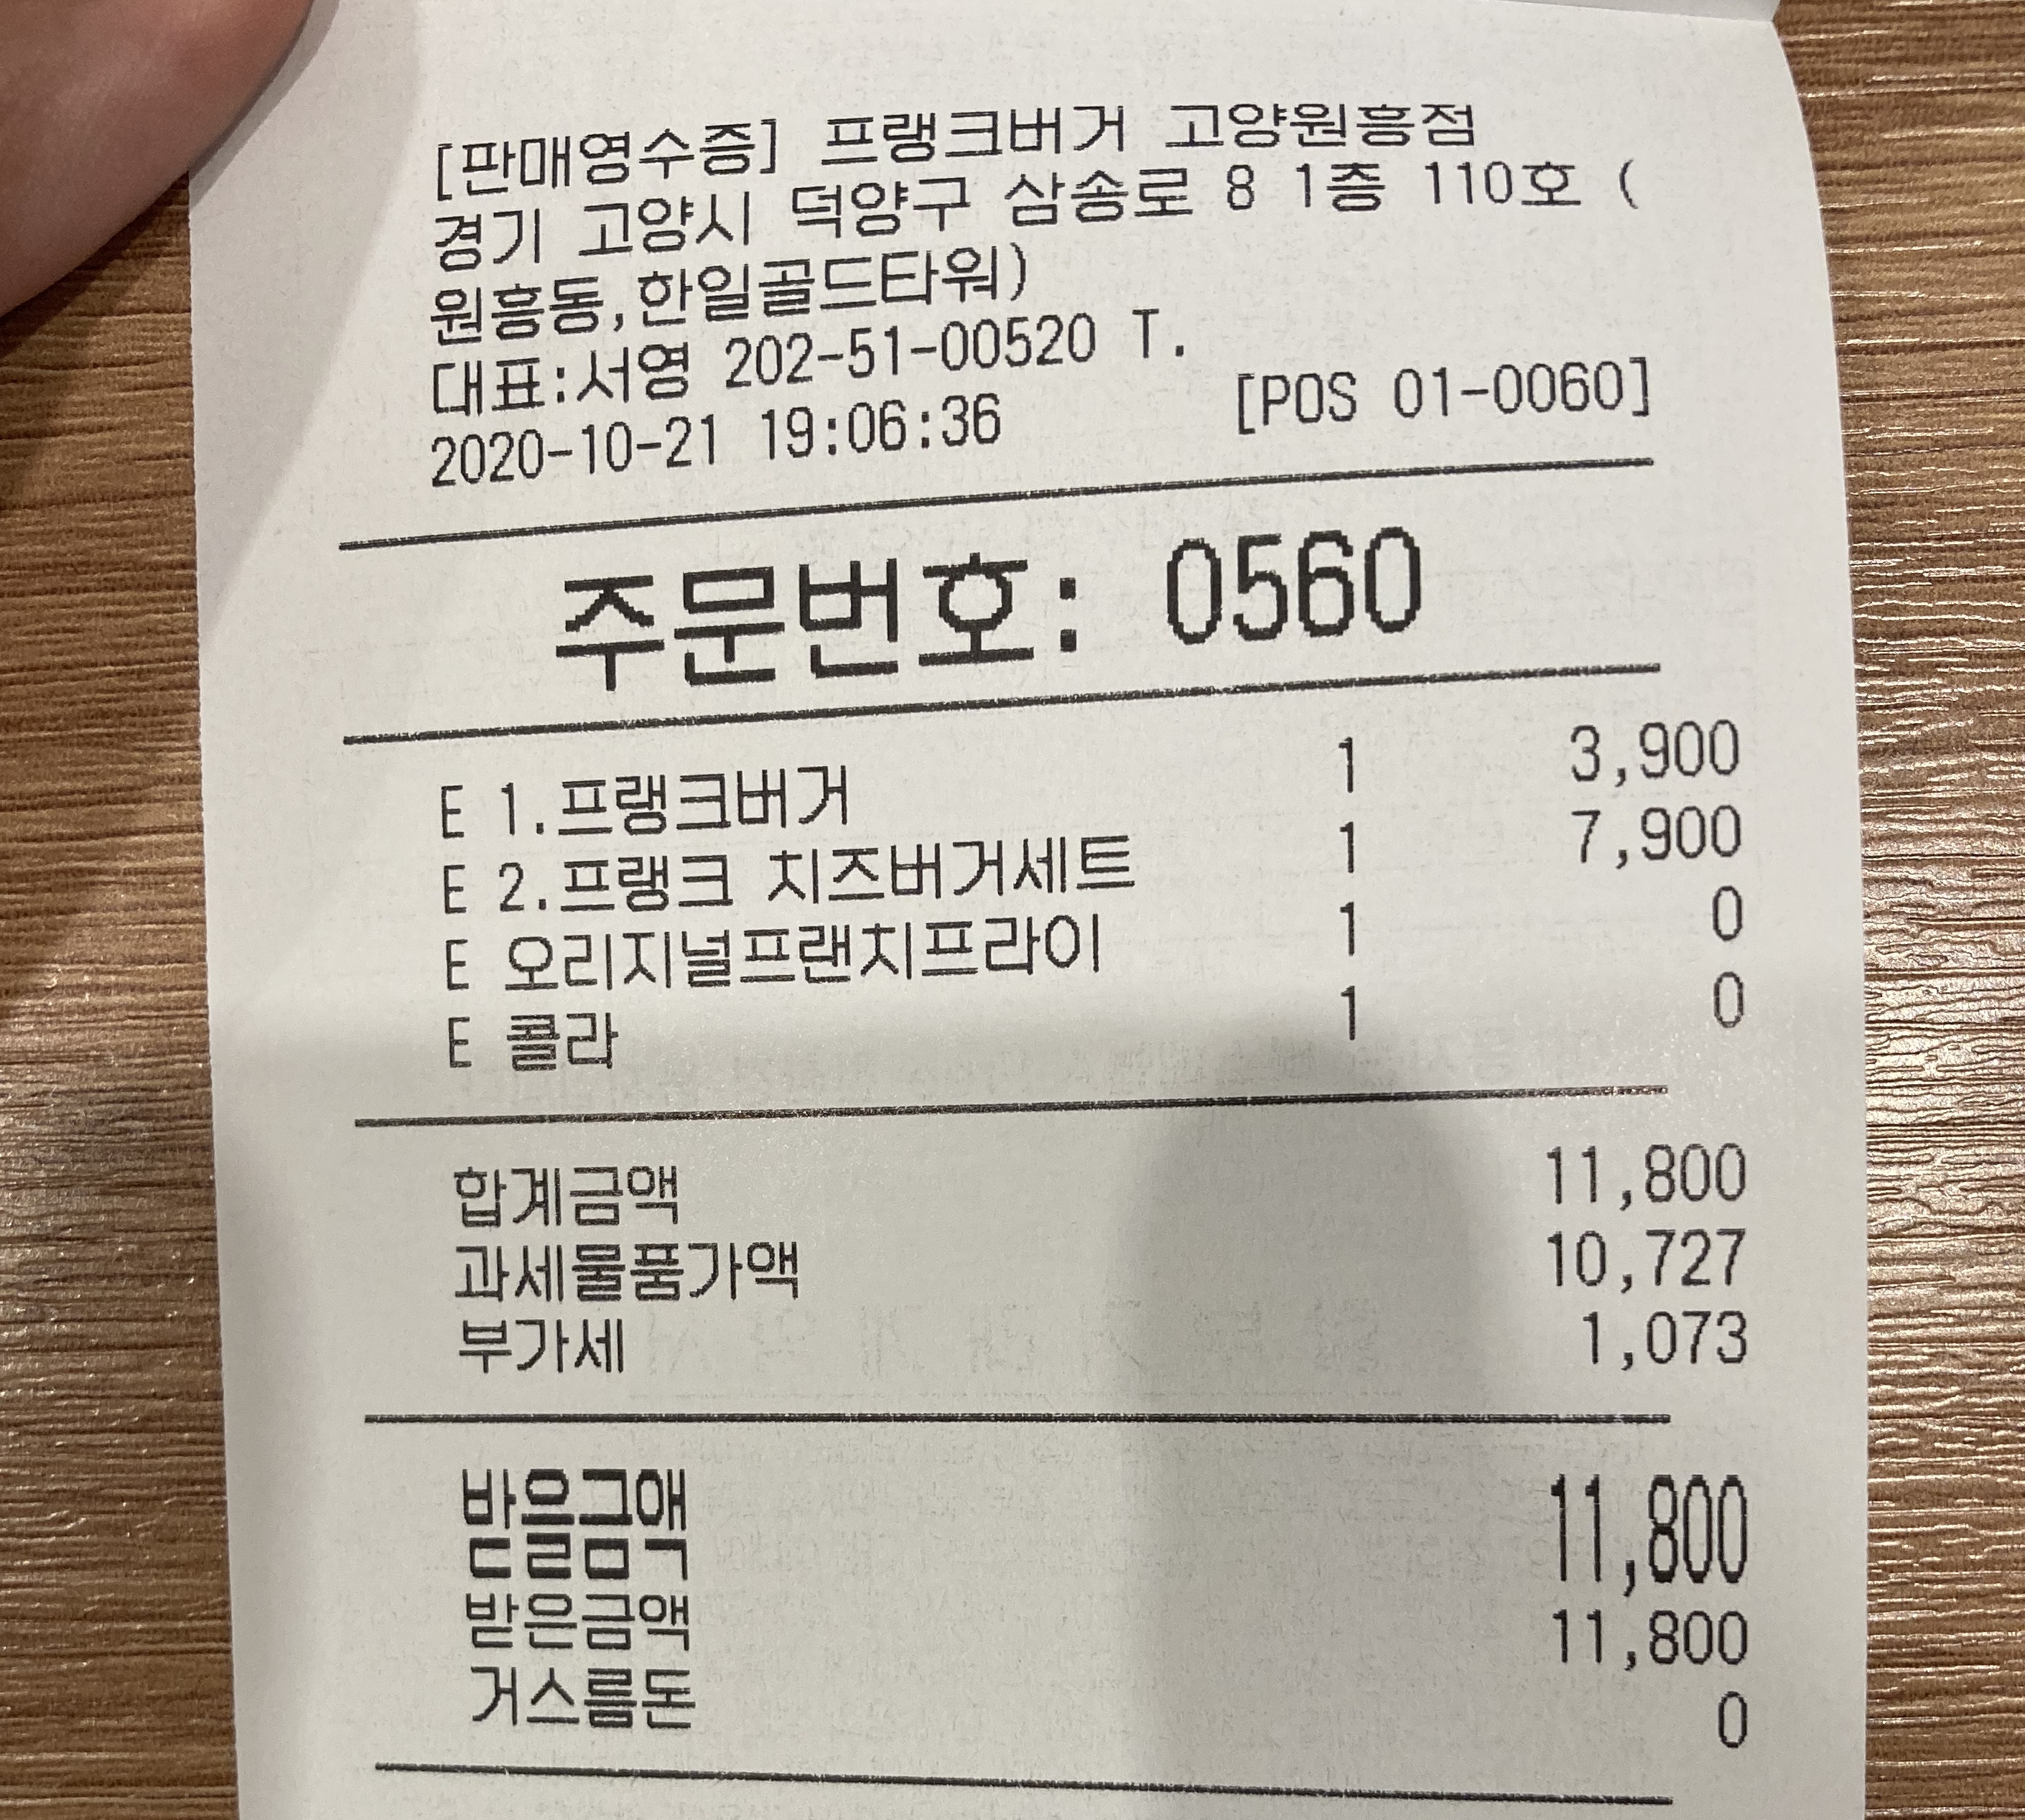 [판매영수증] 프랭크버거 고양원흥점
경기 고양시 덕양구 삼송로 8 1층 110호 (
원흥동,한일골드타워)
대표:서영 202-51-00520 T.
2020-10-21 19:06:36 [POS 01-0060]
주문번호: 0560
E 1.프랭크버거 1 3,900
E 2.프랭크 치즈버거세트 1 7,900
E 오리지널프랜치프라이 1 0
E 콜라 1 0
합계금액 11,800
과세물품가액 10,727
부가세 1,073
받을금액 11,800
받은금액 11,800
거스름돈 0